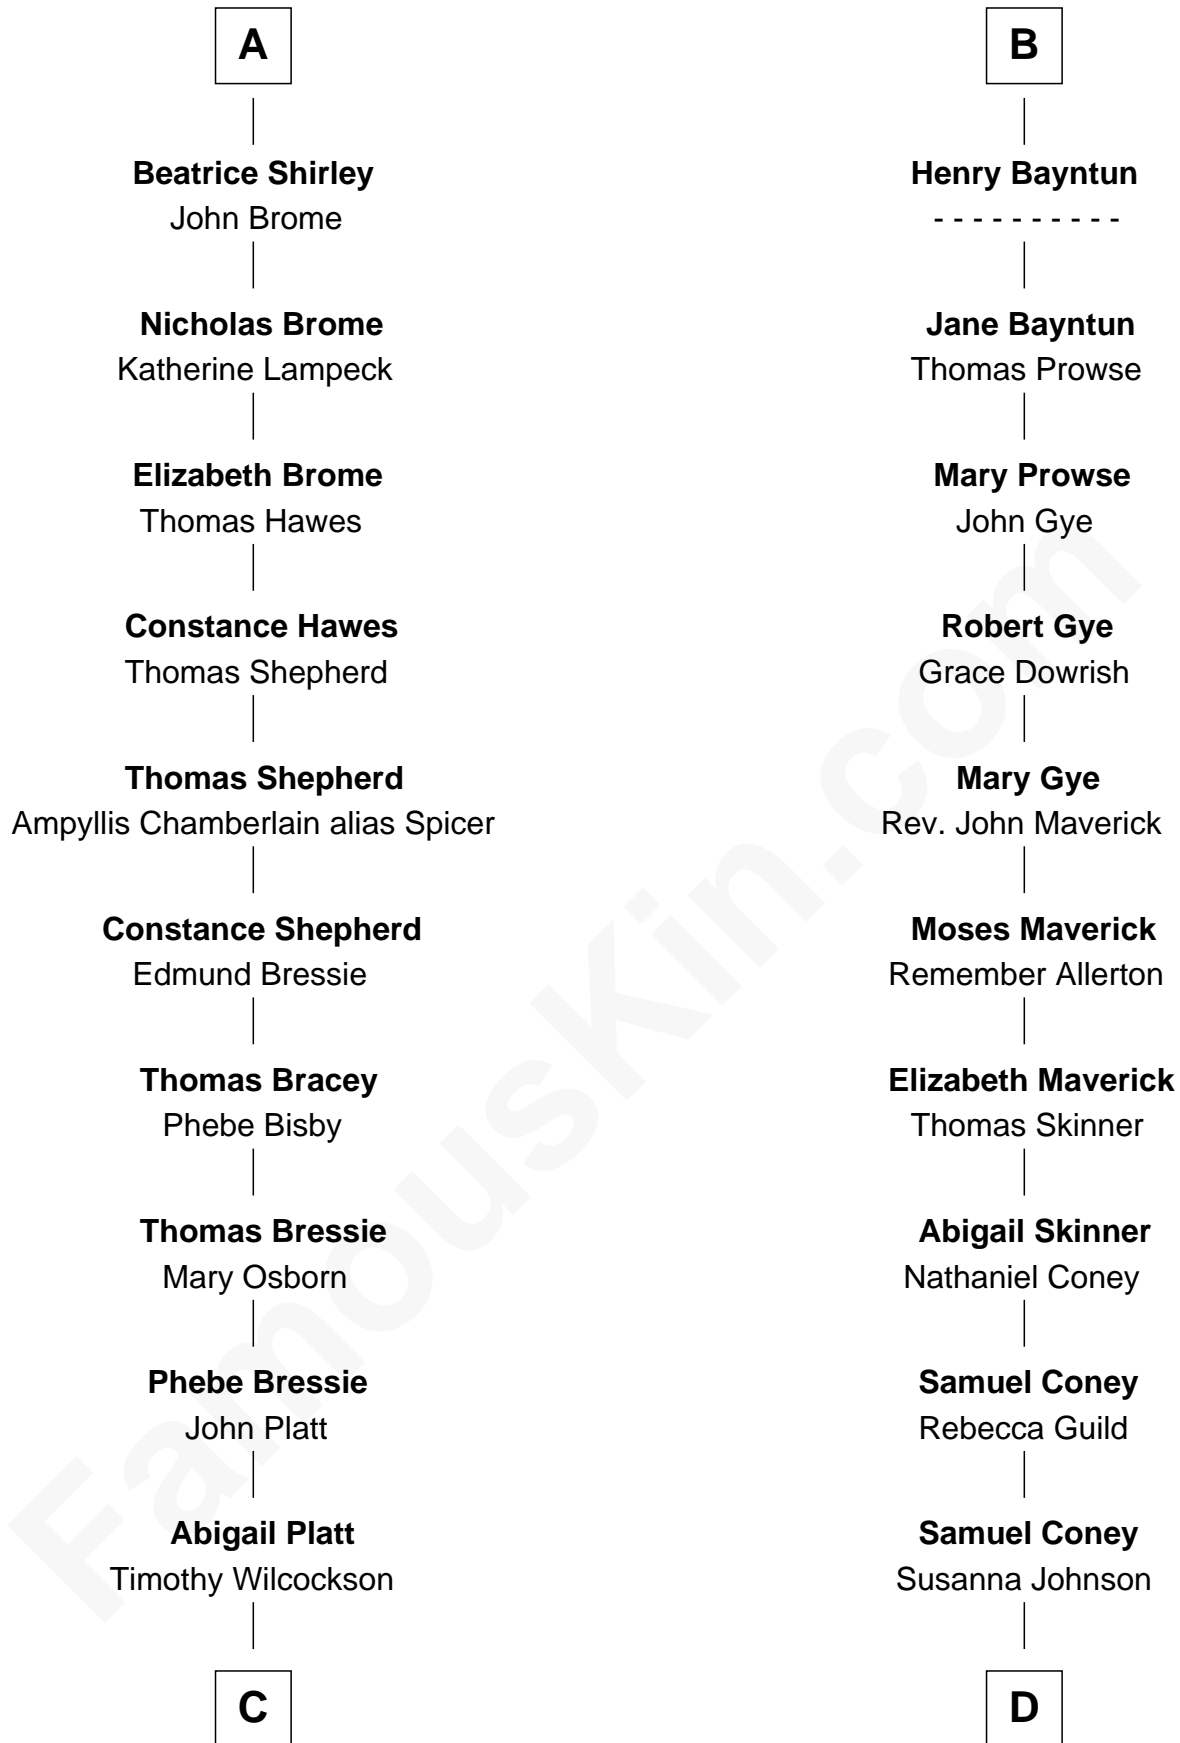 A
Beatrice Shirley
John Brome
Nicholas Brome
Katherine Lampeck
Elizabeth Brome
Thomas Hawes
Constance Hawes
Thomas Shepherd
Thomas Shepherd
Ampyllis Chamberlain alias Spicer
Constance Shepherd
Edmund Bressie
Thomas Bracey
Phebe Bisby
Thomas Bressie
Mary Osborn
Phebe Bressie
John Platt
Abigail Platt
Timothy Wilcockson
C
B
Henry Bayntun
- - - - - - - - - -
Jane Bayntun
Thomas Prowse
Mary Prowse
John Gye
Robert Gye
Grace Dowrish
Mary Gye
Rev. John Maverick
Moses Maverick
Remember Allerton
Elizabeth Maverick
Thomas Skinner
Abigail Skinner
Nathaniel Coney
Samuel Coney
Rebecca Guild
Samuel Coney
Susanna Johnson
D
FamousKin.com